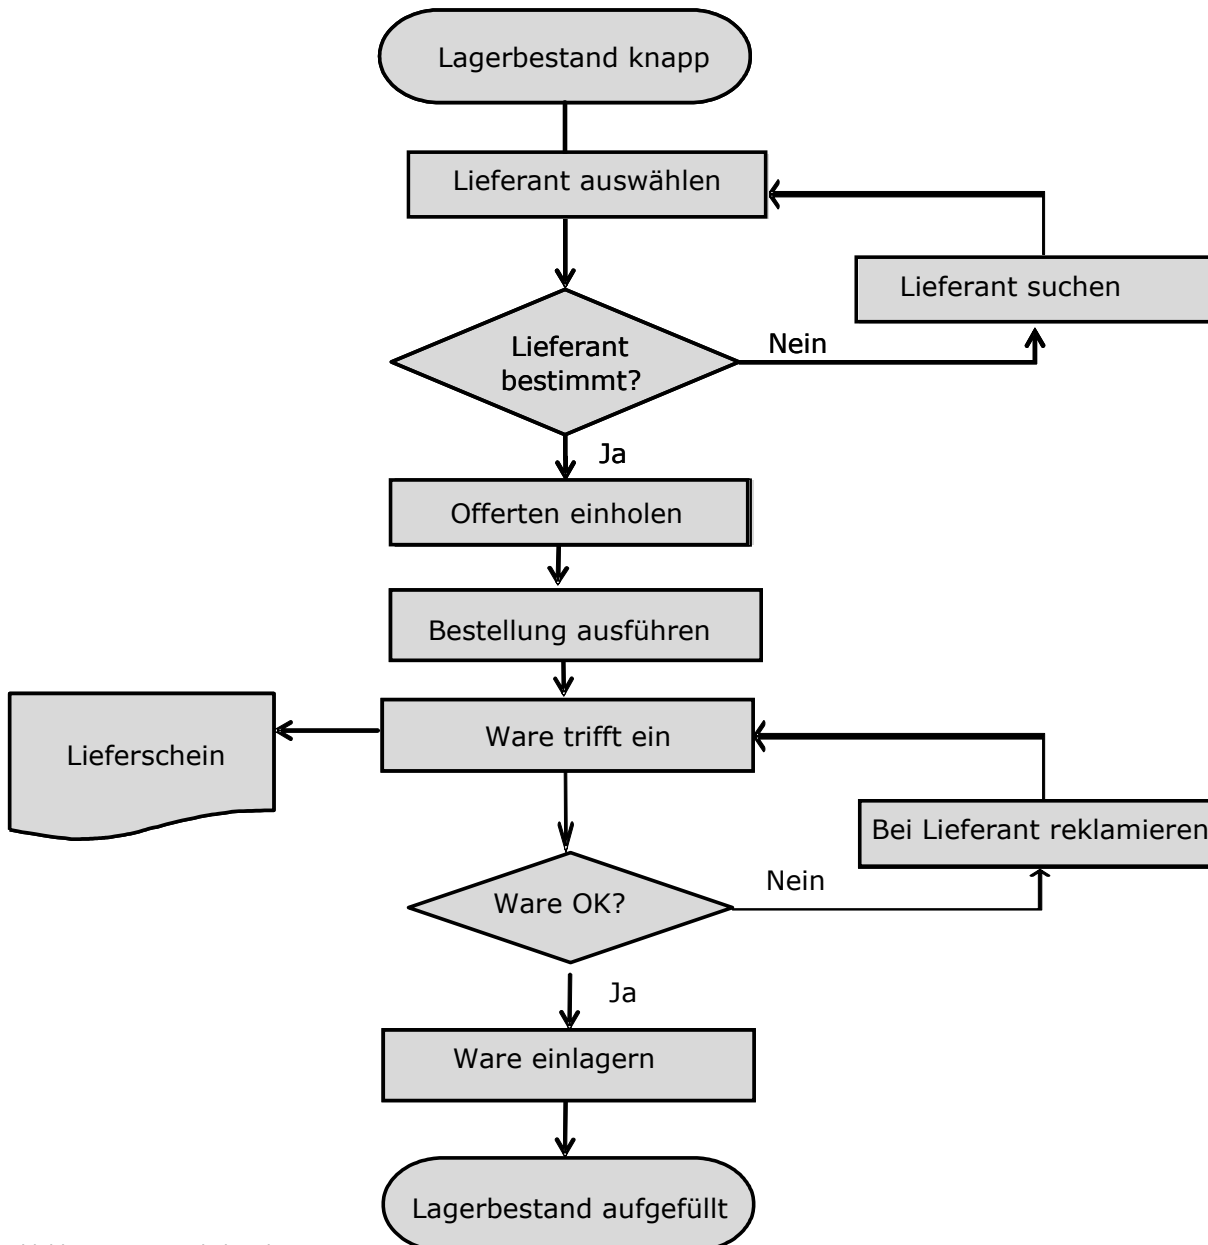 Lagerbestand knapp
Lieferant auswählen
Lieferant suchen
Lieferant
bestimmt?
Nein
Ja
Offerten einholen
Bestellung ausführen
Lieferschein
Ware trifft ein
Bei Lieferant reklamieren
Ware OK?
Nein
Ja
Ware einlagern
Lagerbestand aufgefüllt